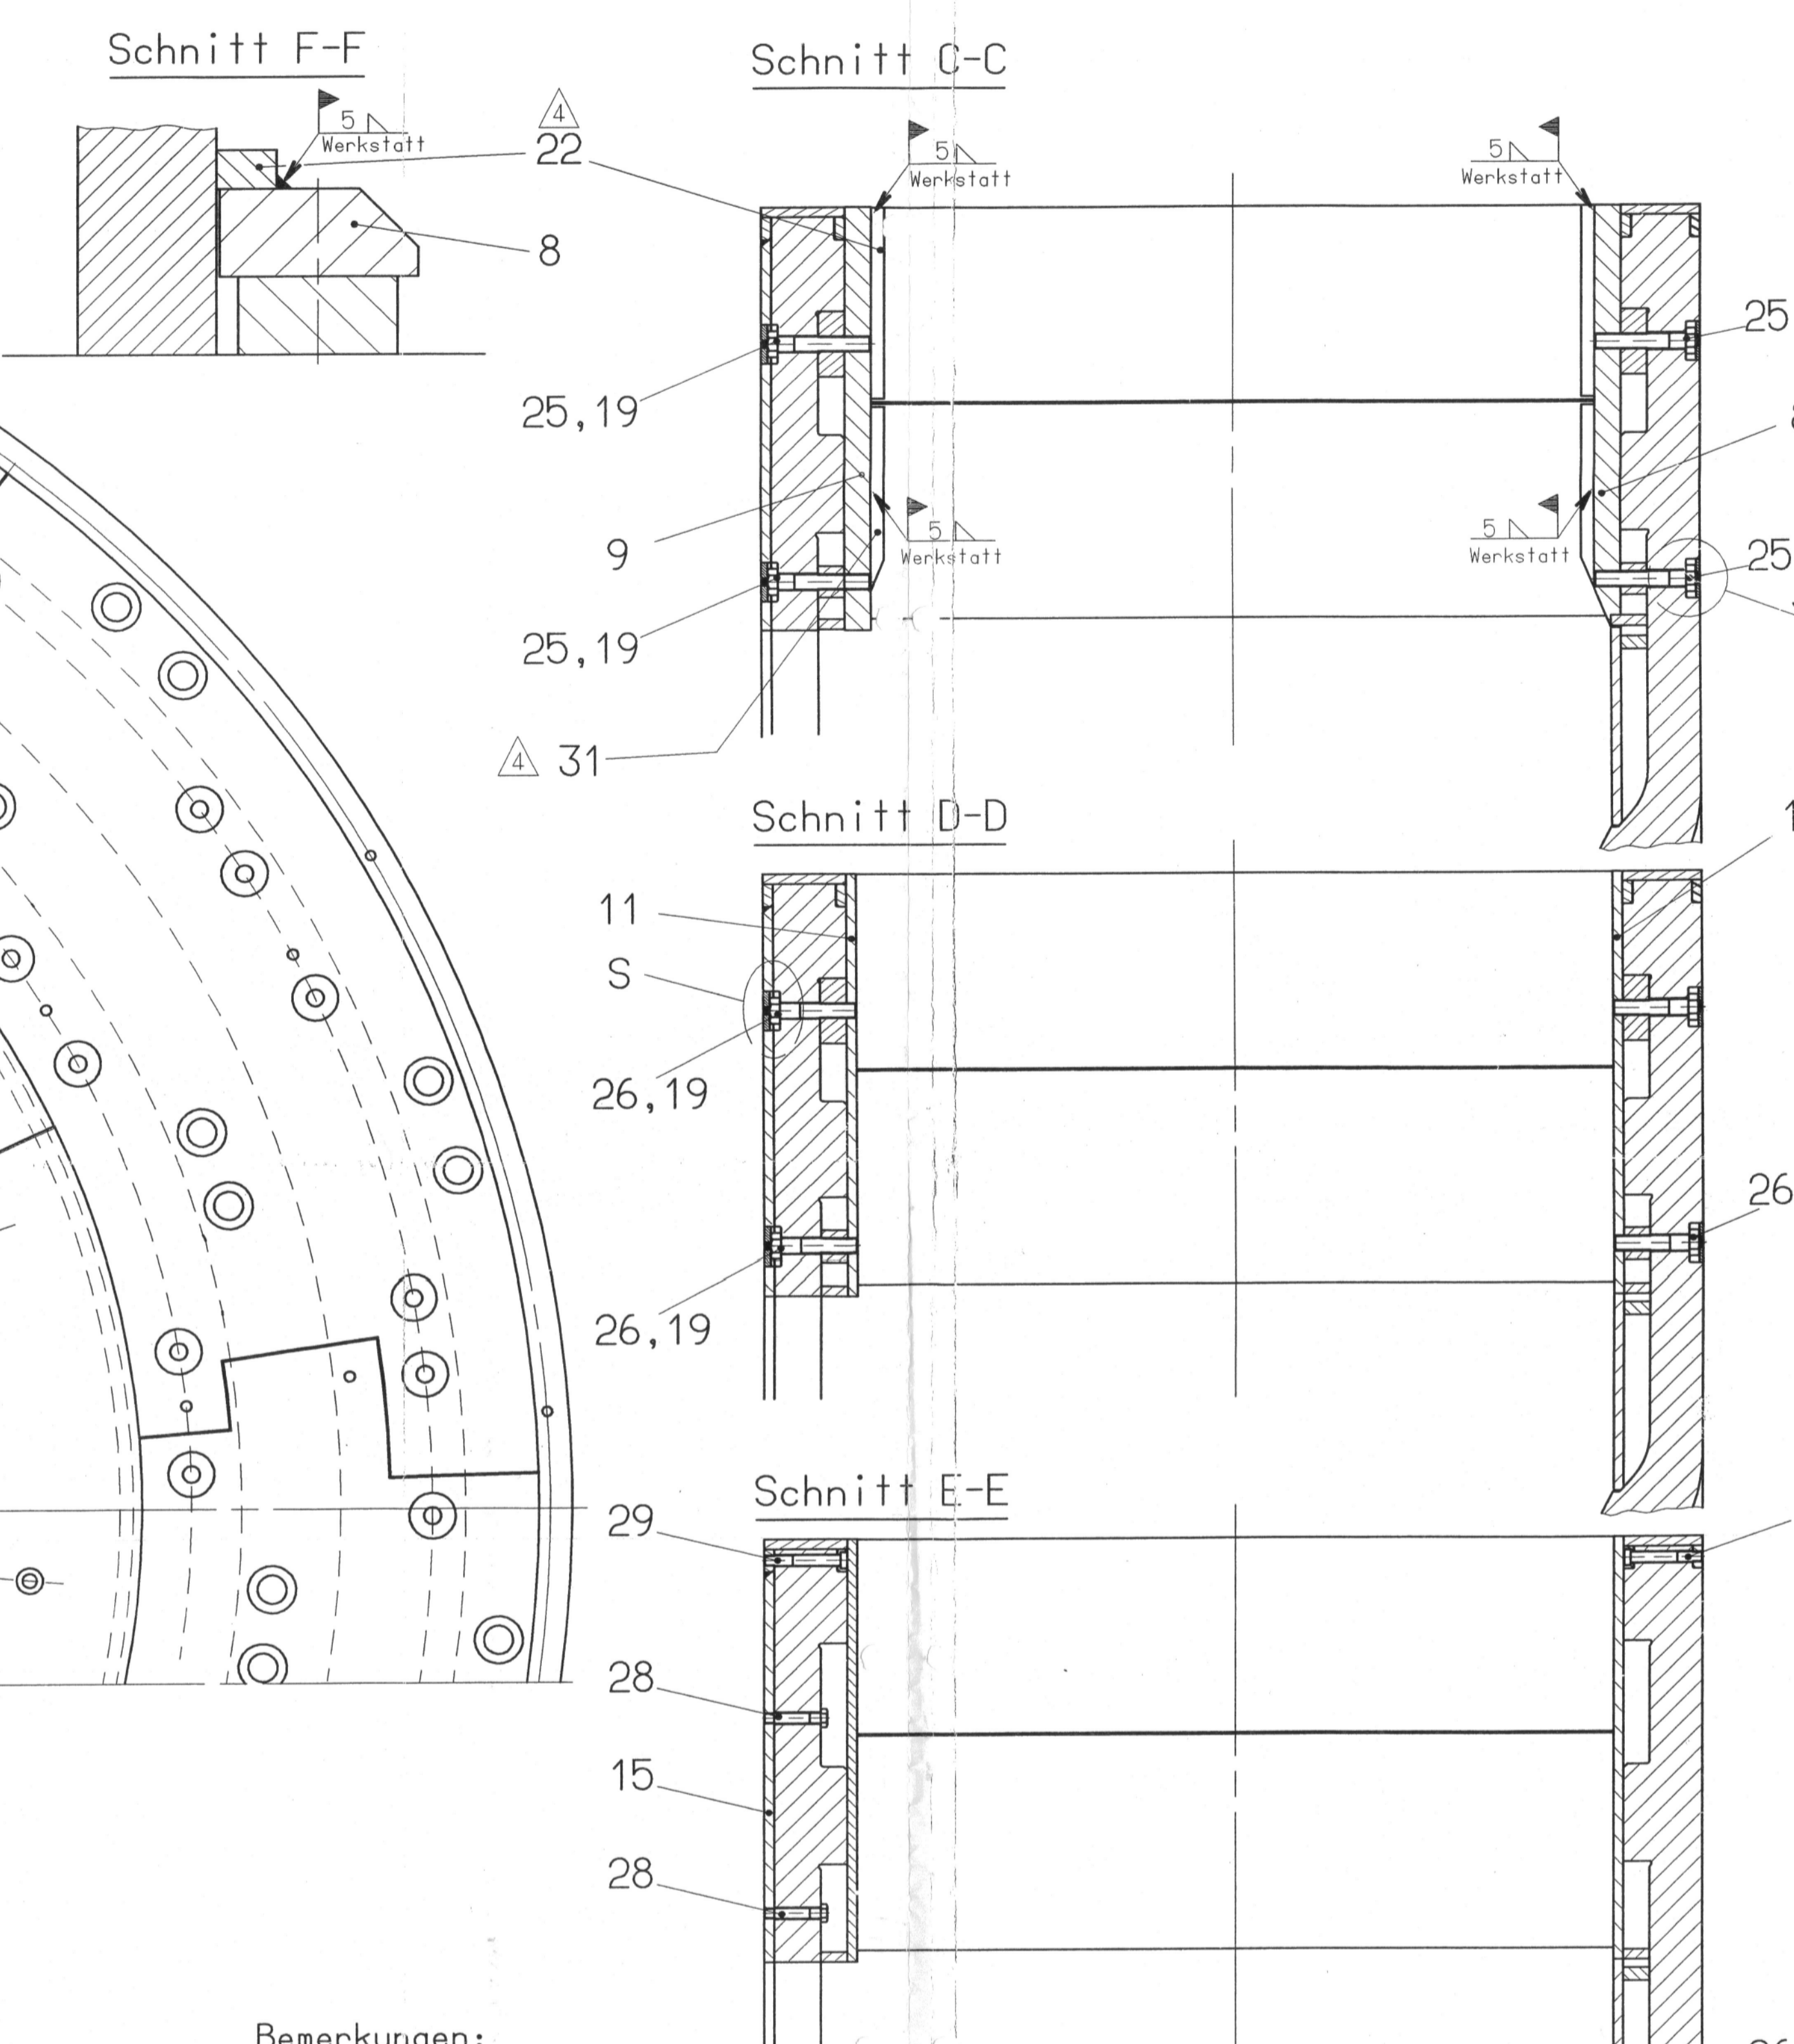 Schnitt F-F
5
Werkstatt
4
22
8
Schnitt C-C
5
Werkstatt
5
Werkstatt
25,19
25
9
5
Werkstatt
5
Werkstatt
25
25,19
4
31
Schnitt D-D
11
S
26,19
26
26,19
Schnitt E-E
29
28
15
28
Bemerkungen: